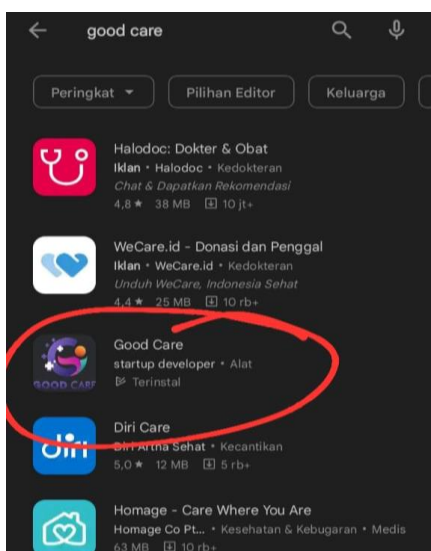 good care
Peringkat
Pilihan Editor
Keluarga
Halodoc: Dokter & Obat
Iklan • Halodoc • Kedokteran
Chat & Dapatkan Rekomendasi
4,8★ 38 MB 10 jt+
WeCare.id - Donasi dan Penggal
Iklan • WeCare.id • Kedokteran
Unduh WeCare, Indonesia Sehat
4,4★ 25 MB 10 rb+
Good Care
startup developer • Alat
GOOD CARE
Terinstal
Diri Care
diri
Diri Artha Sehat • Kecantikan
5,0★ 12 MB 5 rb+
Homage - Care Where You Are
Homage Co Pt... • Kesehatan & Kebugaran • Medis
63 MB 10 rb+